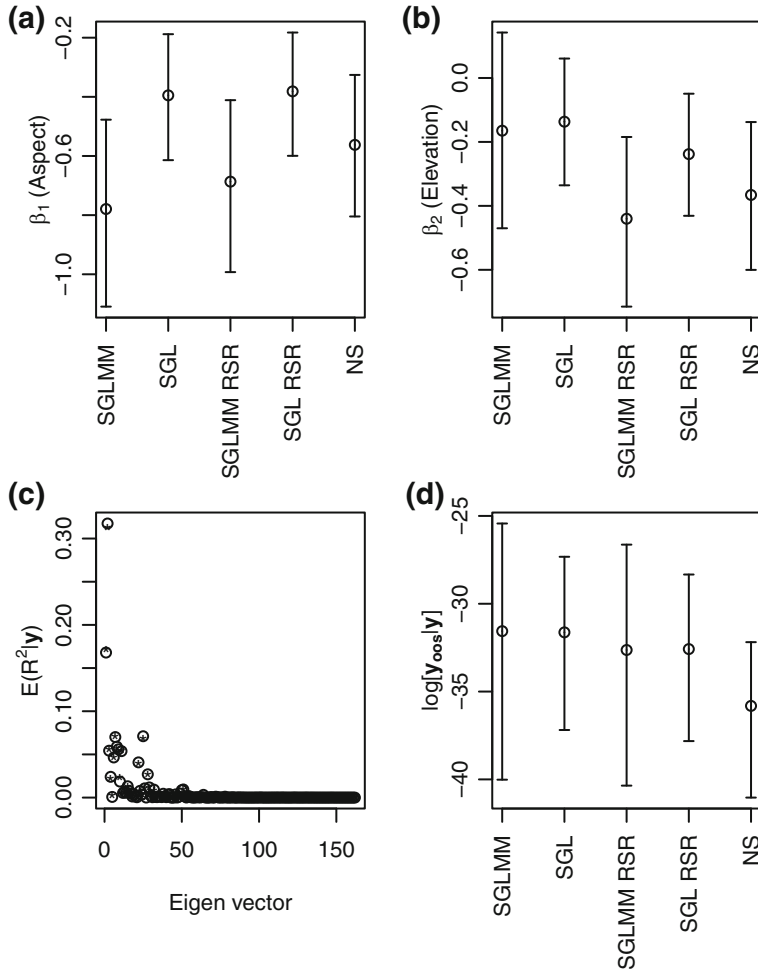 (a)
β₁ (Aspect)
−0.2
−0.6
−1.0
SGLMM
SGL
SGLMM RSR
SGL RSR
NS
(b)
β₂ (Elevation)
0.0
−0.2
−0.4
−0.6
SGLMM
SGL
SGLMM RSR
SGL RSR
NS
(c)
E(R²|y)
0.30
0.20
0.10
0.00
0
50
100
150
Eigen vector
(d)
log[y_oos|y]
−25
−30
−35
−40
SGLMM
SGL
SGLMM RSR
SGL RSR
NS